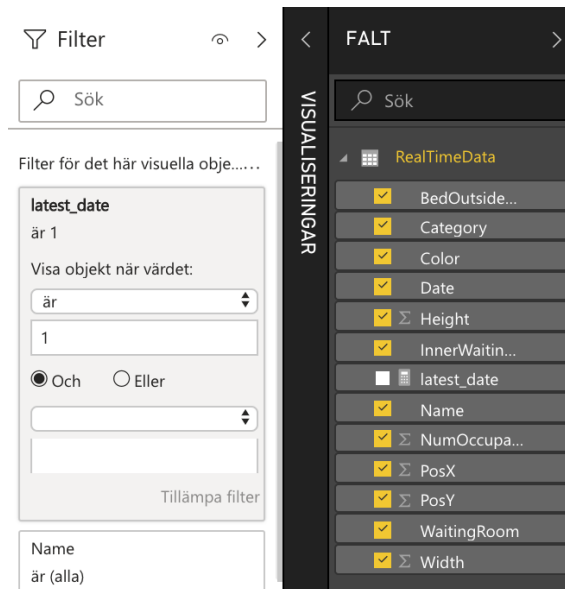 Filter
Sök
Filter för det här visuella obje......
latest_date
är 1
Visa objekt när värdet:
är
1
Och
Eller
Tillämpa filter
Name
är (alla)
VISUALISERINGAR
FALT
Sök
RealTimeData
BedOutside...
Category
Color
Date
Σ Height
InnerWaitin...
latest_date
Name
Σ NumOccupa...
Σ PosX
Σ PosY
WaitingRoom
Σ Width